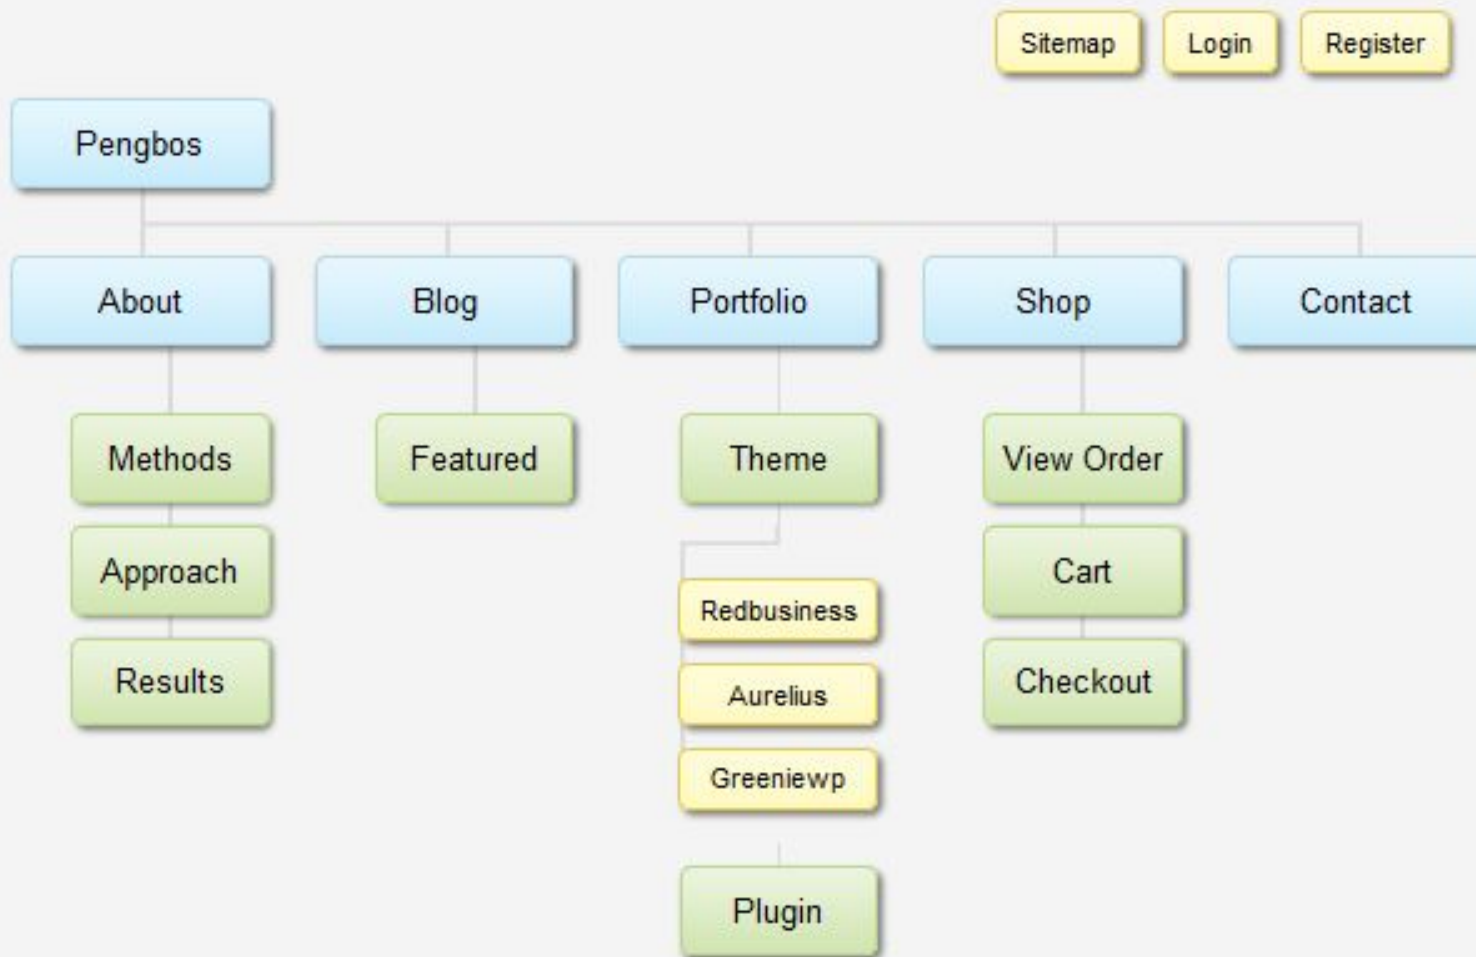 Sitemap Login Register
Pengbos
About Blog Portfolio Shop Contact
Methods Featured Theme View Order
Approach Cart
Redbusiness
Results Aurelius Checkout
Greeniewp
Plugin